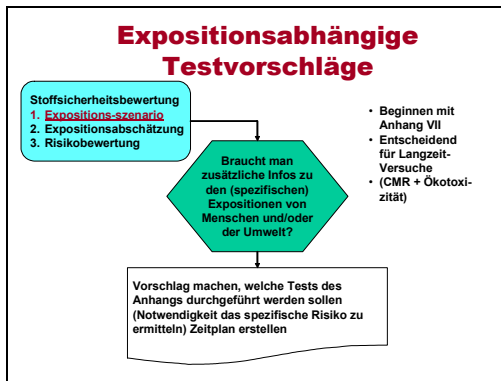 Expositionsabhängige
Testvorschläge
Stoffsicherheitsbewertung
1. Expositions-szenario
2. Expositionsabschätzung
3. Risikobewertung
Braucht man
zusätzliche Infos zu
den (spezifischen)
Expositionen von
Menschen und/oder
der Umwelt?
• Beginnen mit
Anhang VII
• Entscheidend
für Langzeit-
Versuche
• (CMR + Ökotoxi-
zität)
Vorschlag machen, welche Tests des
Anhangs durchgeführt werden sollen
(Notwendigkeit das spezifische Risiko zu
ermitteln) Zeitplan erstellen